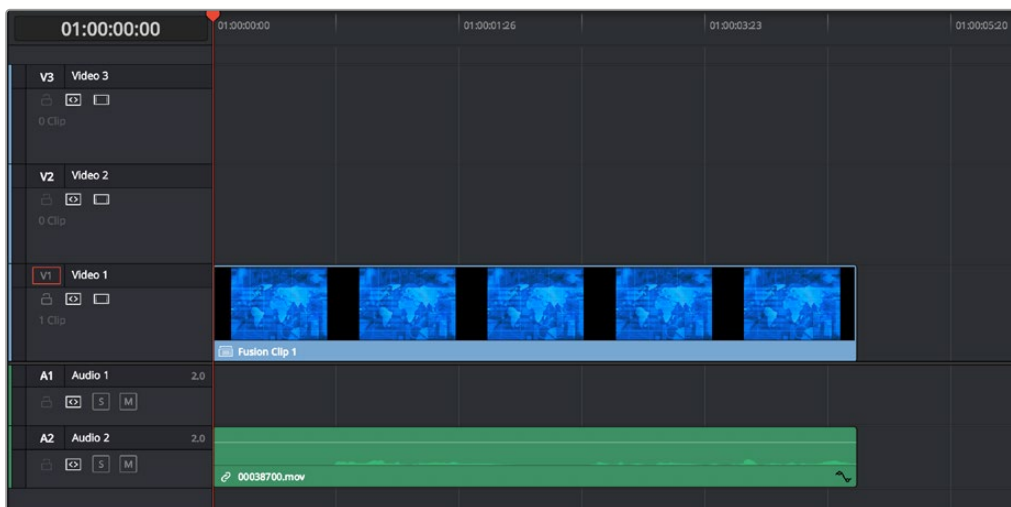 01:00:00:00
01:00:00:00 01:00:01:26 01:00:03:23 01:00:05:20
V3 Video 3
0 Clip
V2 Video 2
0 Clip
V1 Video 1
1 Clip
Fusion Clip 1
A1 Audio 1 2.0
S M
A2 Audio 2 2.0
S M
00038700.mov